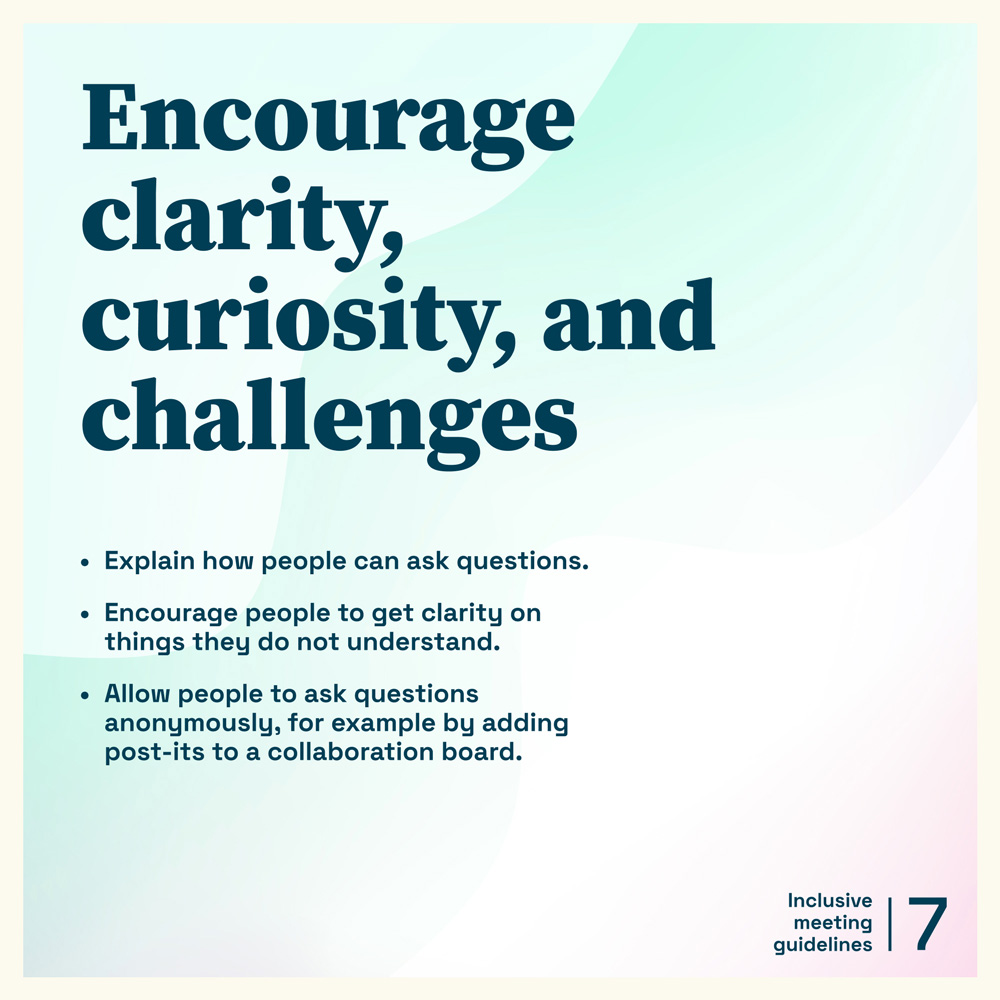 Encourage
clarity,
curiosity, and
challenges
• Explain how people can ask questions.
• Encourage people to get clarity on
things they do not understand.
• Allow people to ask questions
anonymously, for example by adding
post-its to a collaboration board.
Inclusive
meeting
guidelines
7